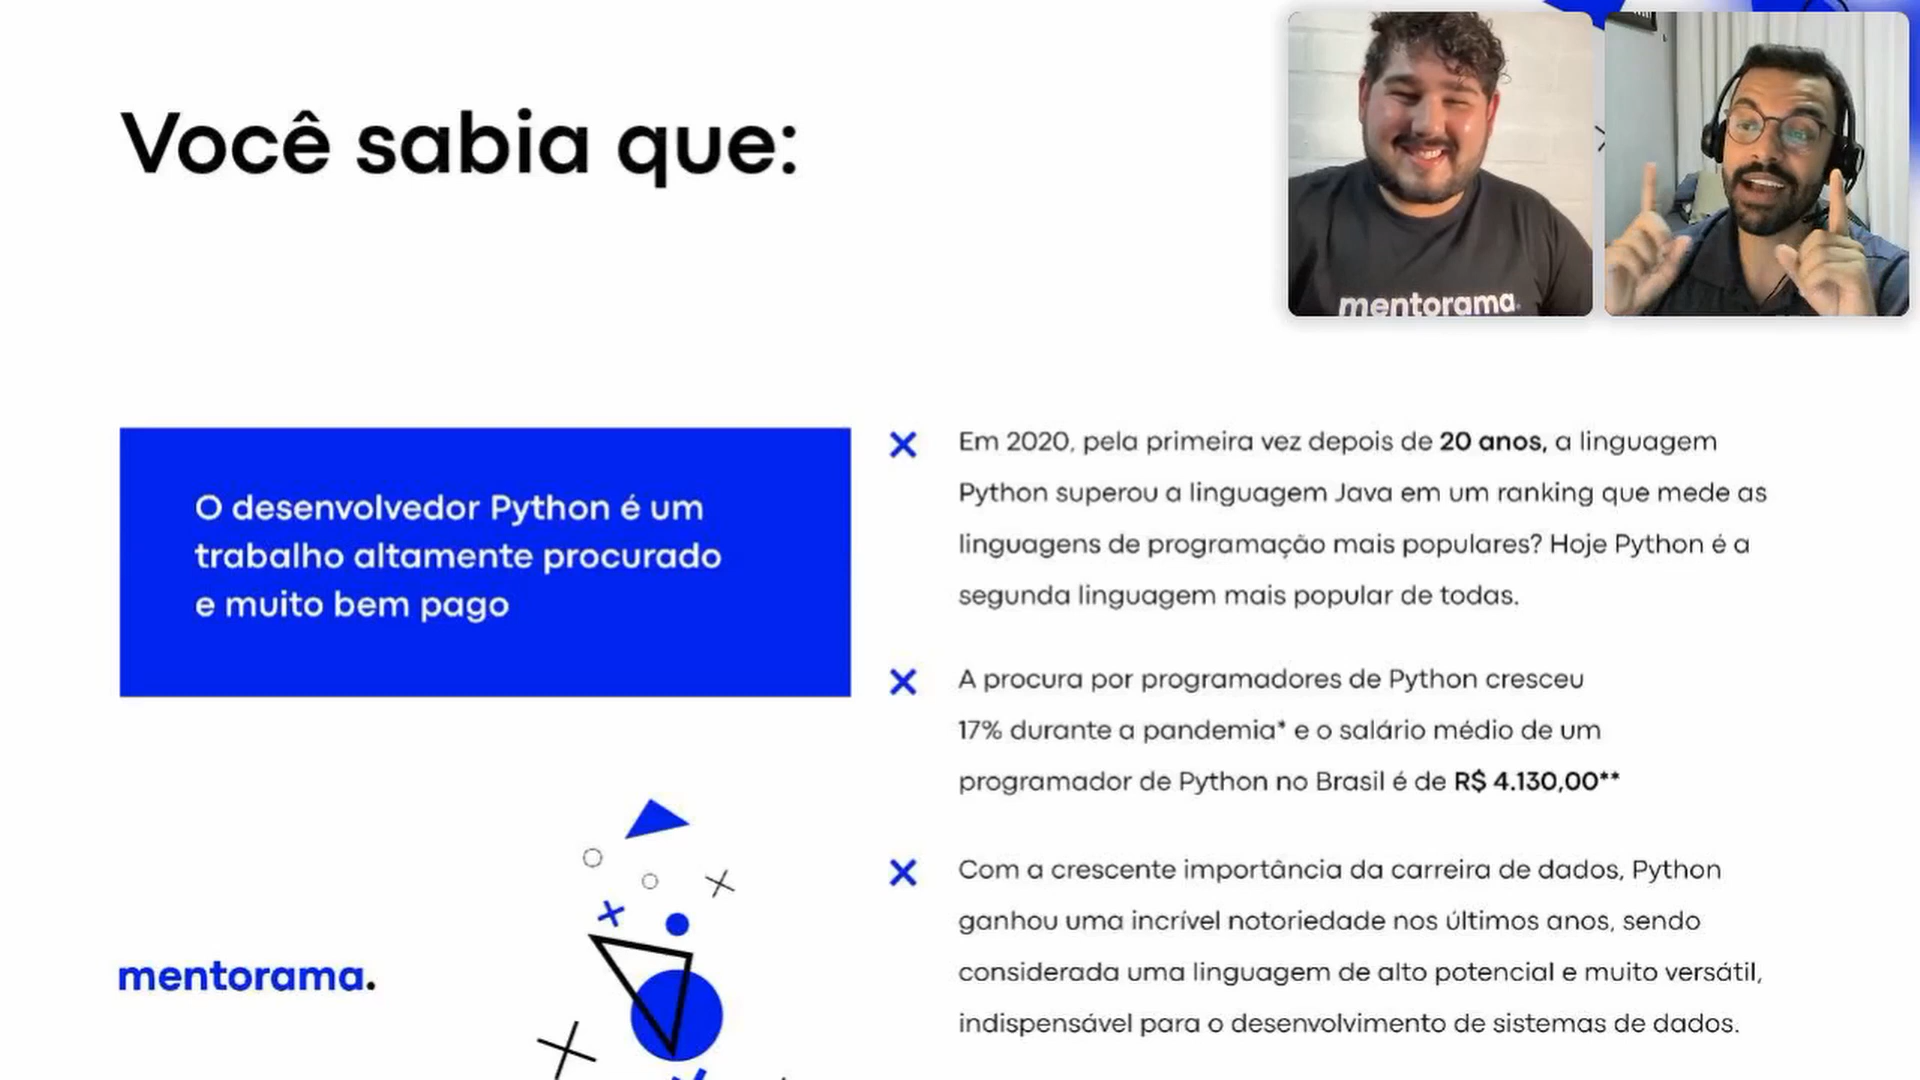 Você sabia que:
mentorama.
O desenvolvedor Python é um
trabalho altamente procurado
e muito bem pago
Em 2020, pela primeira vez depois de 20 anos, a linguagem
Python superou a linguagem Java em um ranking que mede as
linguagens de programação mais populares? Hoje Python é a
segunda linguagem mais popular de todas.
A procura por programadores de Python cresceu
17% durante a pandemia* e o salário médio de um
programador de Python no Brasil é de R$ 4.130,00**
Com a crescente importância da carreira de dados, Python
ganhou uma incrível notoriedade nos últimos anos, sendo
considerada uma linguagem de alto potencial e muito versátil,
indispensável para o desenvolvimento de sistemas de dados.
mentorama.